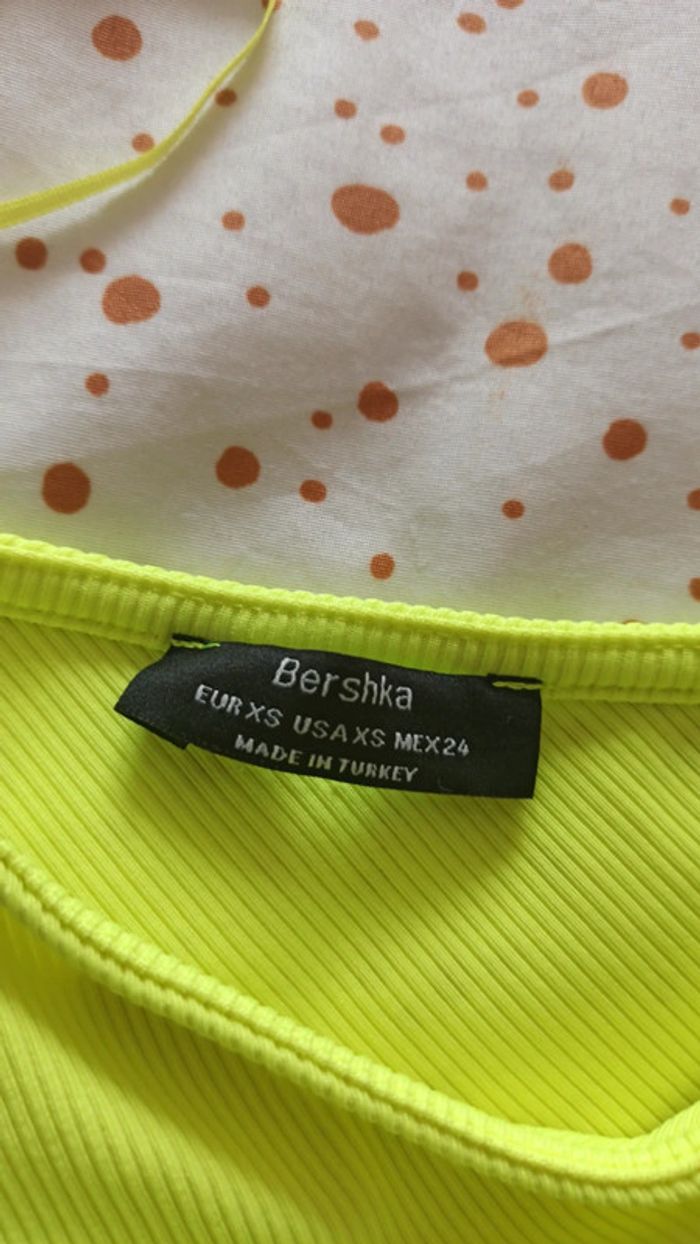 Bershka
EUR XS USA XS MEX 24
MADE IN TURKEY